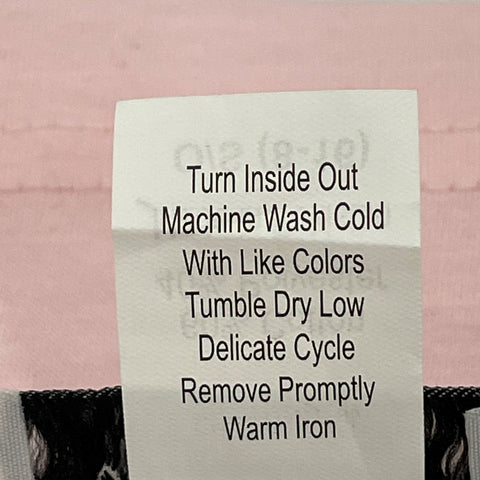 Turn Inside Out
Machine Wash Cold
With Like Colors
Tumble Dry Low
Delicate Cycle
Remove Promptly
Warm Iron